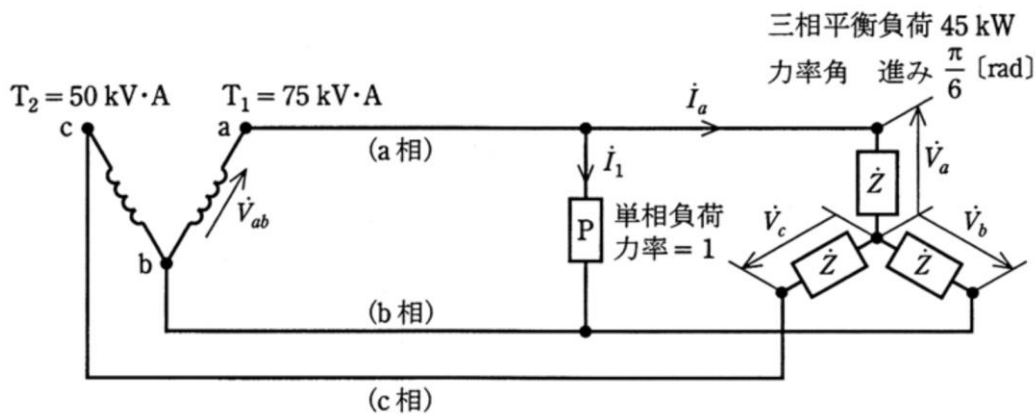 三相平衡負荷 45 kW
力率角 進み π/6 〔rad〕
T₂ = 50 kV·A
T₁ = 75 kV·A
c
a
(a 相)
İₐ
İ₁
V̇ₐ
Ż
V̇ab
P
単相負荷
力率 = 1
V̇c
V̇b
b
Ż
Ż
(b 相)
(c 相)